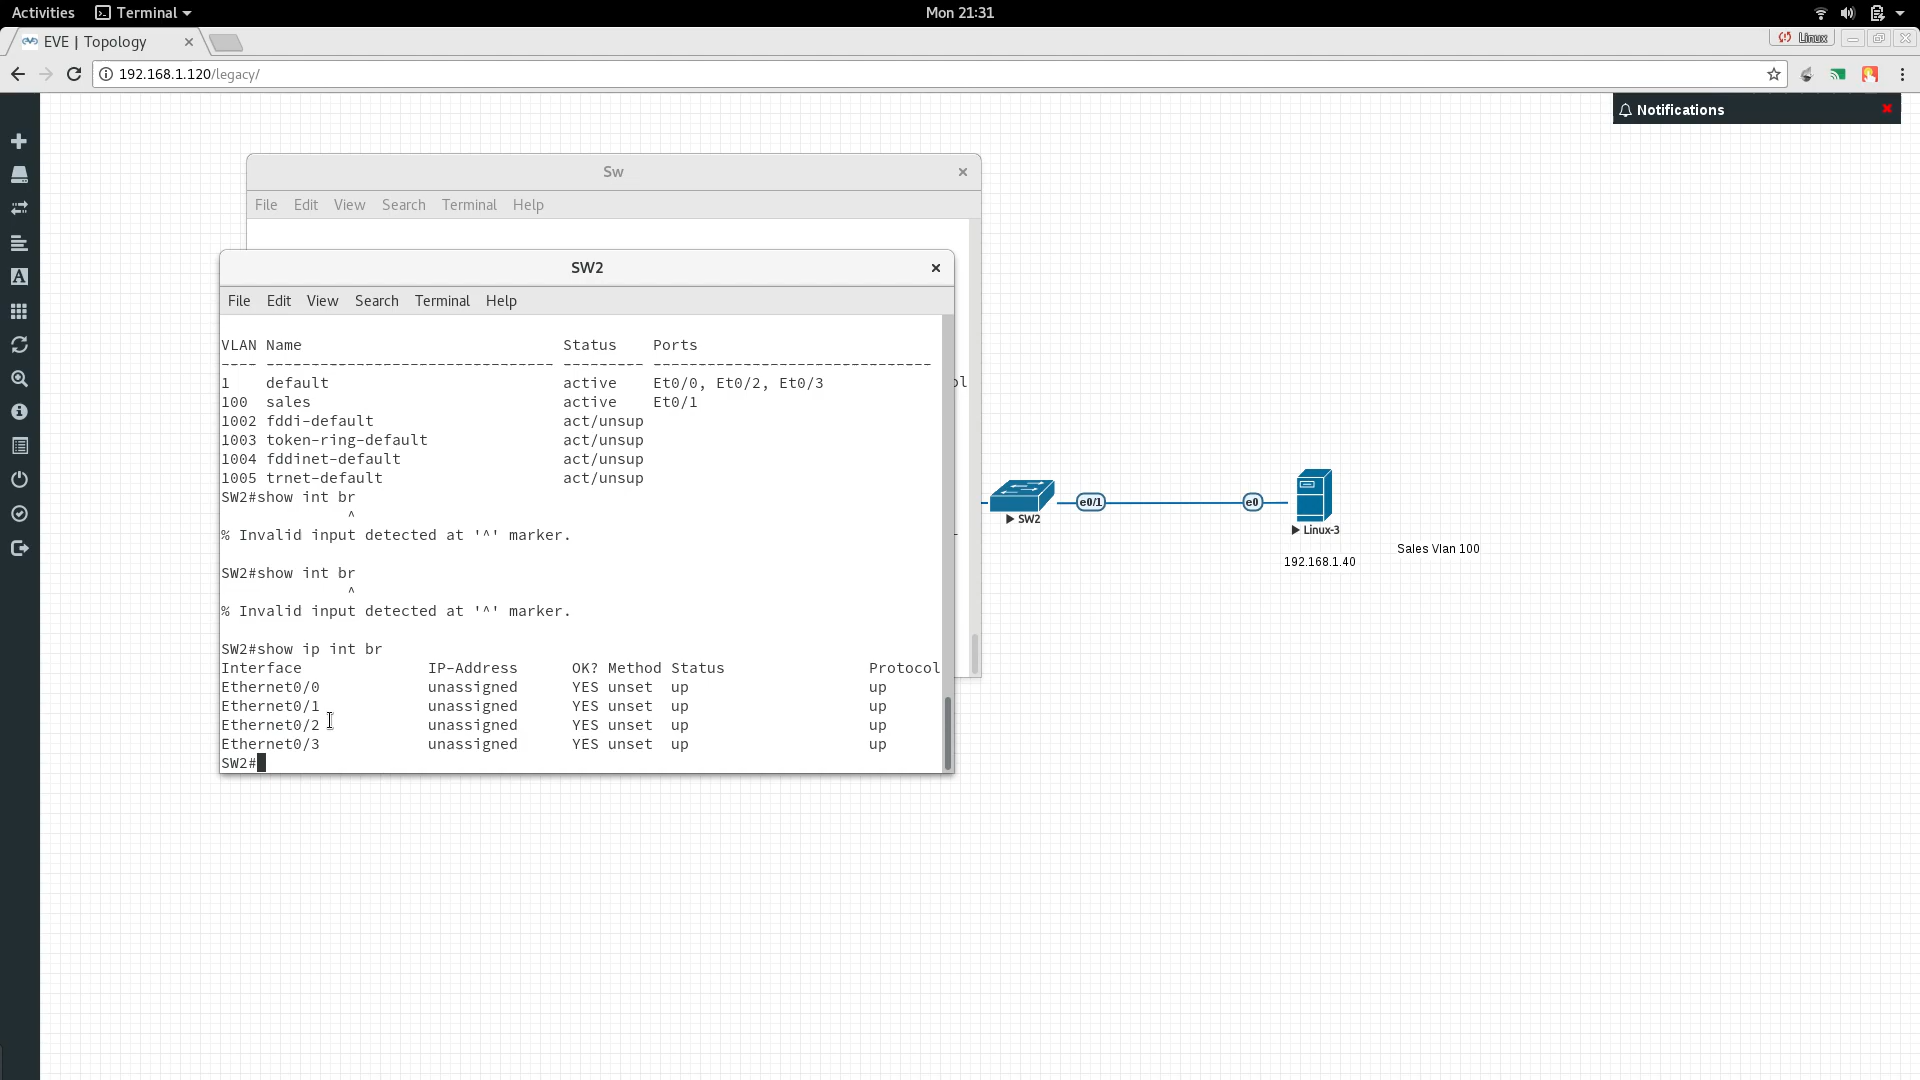 Activities Terminal Mon 21:31
EVE | Topology Linux
192.168.1.120/legacy/
Notifications
Sw
File Edit View Search Terminal Help
SW2
File Edit View Search Terminal Help
VLAN Name                             Status    Ports
---- -------------------------------- --------- -------------------------------
1    default                          active    Et0/0, Et0/2, Et0/3
100  sales                            active    Et0/1
1002 fddi-default                     act/unsup
1003 token-ring-default               act/unsup
1004 fddinet-default                  act/unsup
1005 trnet-default                    act/unsup
SW2#show int br
              ^
% Invalid input detected at '^' marker.
SW2#show int br
              ^
% Invalid input detected at '^' marker.
SW2#show ip int br
Interface              IP-Address      OK? Method Status                Protocol
Ethernet0/0            unassigned      YES unset  up                    up
Ethernet0/1            unassigned      YES unset  up                    up
Ethernet0/2            unassigned      YES unset  up                    up
Ethernet0/3            unassigned      YES unset  up                    up
SW2#
ol
e0/1 e0
SW2
Linux-3
Sales Vlan 100
192.168.1.40